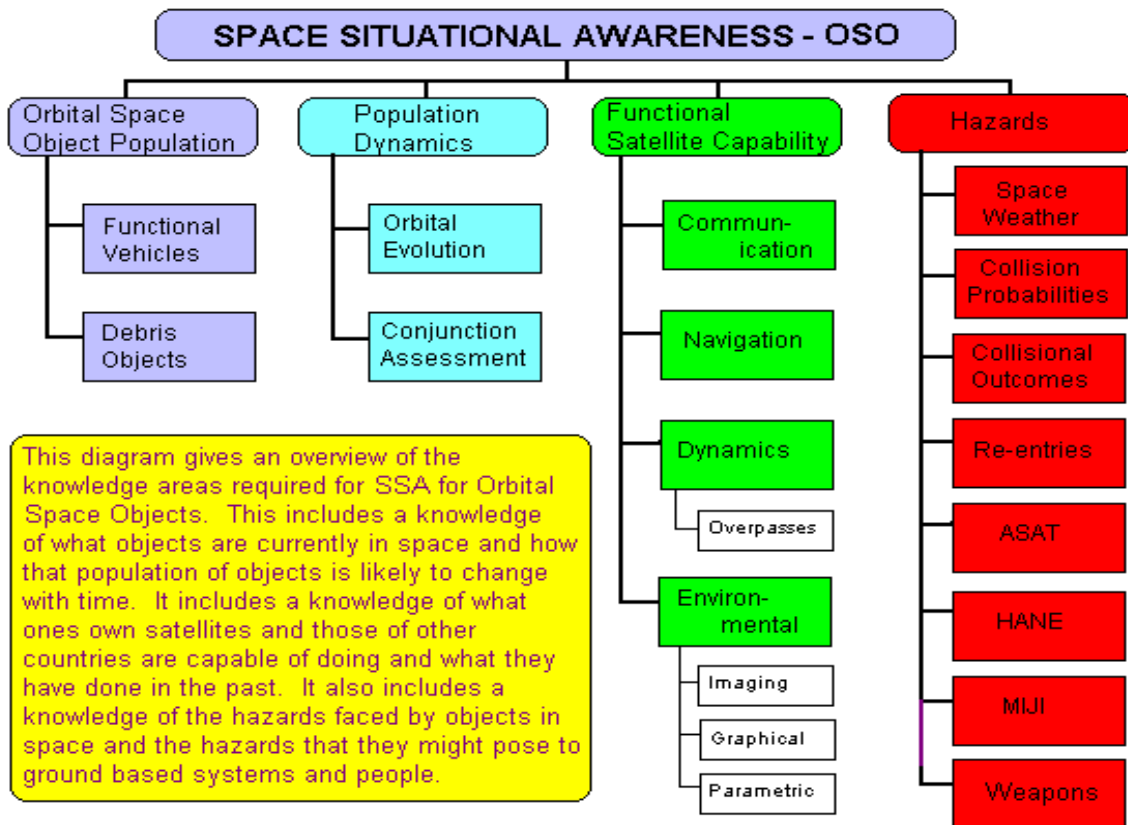 SPACE SITUATIONAL AWARENESS - OSO
Orbital Space
Object Population
Functional
Vehicles
Debris
Objects
Population
Dynamics
Orbital
Evolution
Conjunction
Assessment
Functional
Satellite Capability
Commun-
ication
Navigation
Dynamics
Overpasses
Environ-
mental
Imaging
Graphical
Parametric
Hazards
Space
Weather
Collision
Probabilities
Collisional
Outcomes
Re-entries
ASAT
HANE
MIJI
Weapons
This diagram gives an overview of the
knowledge areas required for SSA for Orbital
Space Objects. This includes a knowledge
of what objects are currently in space and how
that population of objects is likely to change
with time. It includes a knowledge of what
ones own satellites and those of other
countries are capable of doing and what they
have done in the past. It also includes a
knowledge of the hazards faced by objects in
space and the hazards that they might pose to
ground based systems and people.